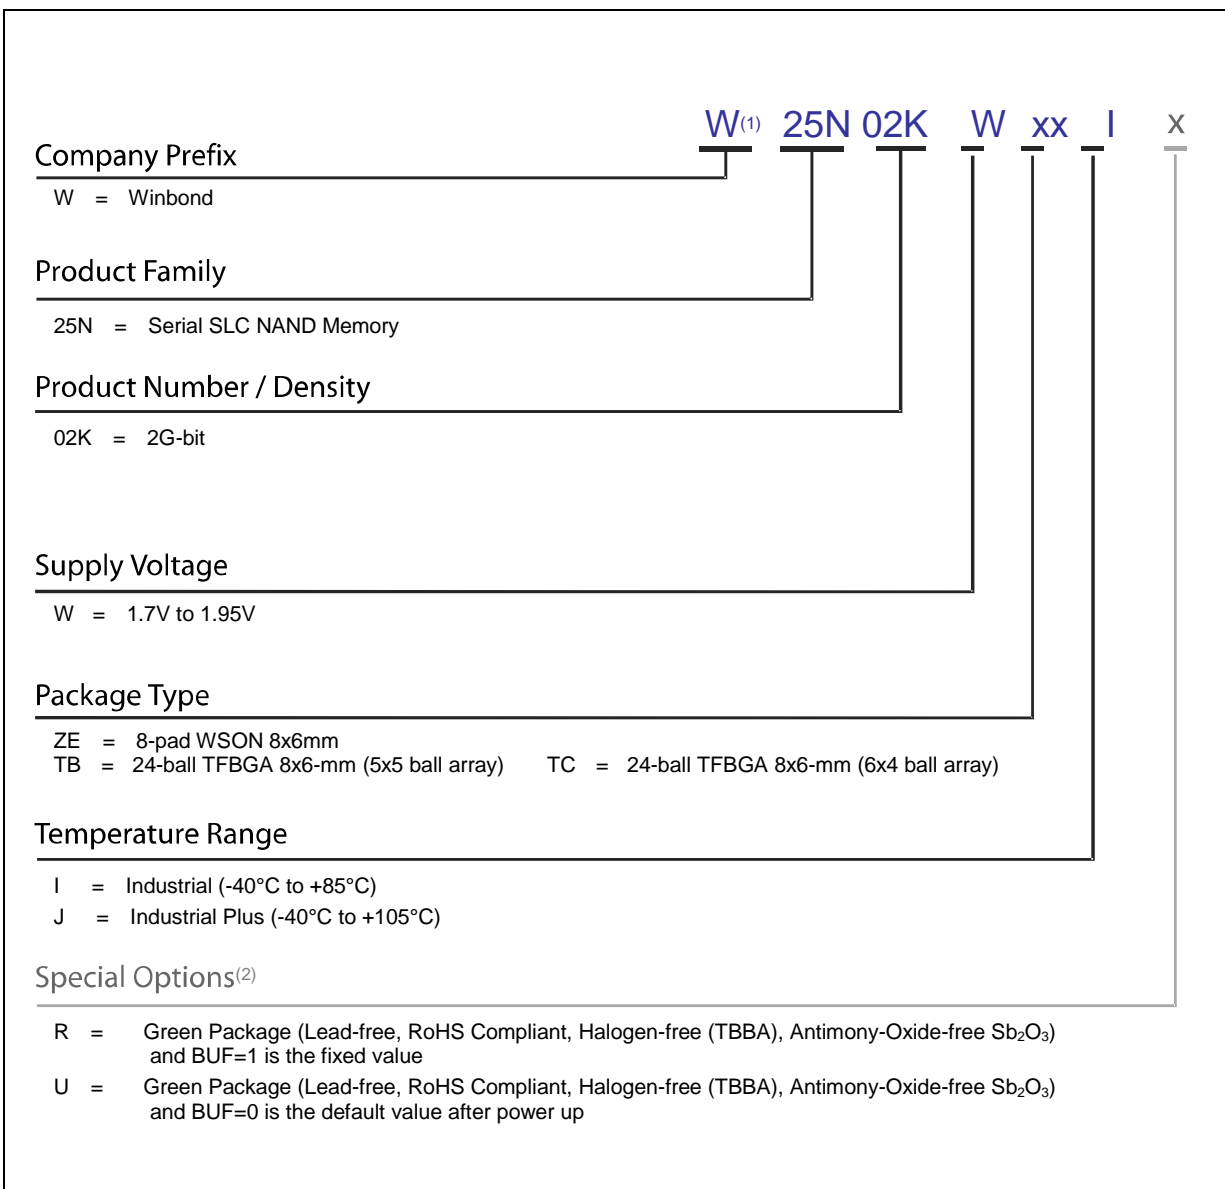 W(1) 25N 02K W xx I x
Company Prefix
W = Winbond
Product Family
25N = Serial SLC NAND Memory
Product Number / Density
02K = 2G-bit
Supply Voltage
W = 1.7V to 1.95V
Package Type
ZE = 8-pad WSON 8x6mm
TB = 24-ball TFBGA 8x6-mm (5x5 ball array) TC = 24-ball TFBGA 8x6-mm (6x4 ball array)
Temperature Range
I = Industrial (-40°C to +85°C)
J = Industrial Plus (-40°C to +105°C)
Special Options(2)
R = Green Package (Lead-free, RoHS Compliant, Halogen-free (TBBA), Antimony-Oxide-free Sb2O3)
and BUF=1 is the fixed value
U = Green Package (Lead-free, RoHS Compliant, Halogen-free (TBBA), Antimony-Oxide-free Sb2O3)
and BUF=0 is the default value after power up